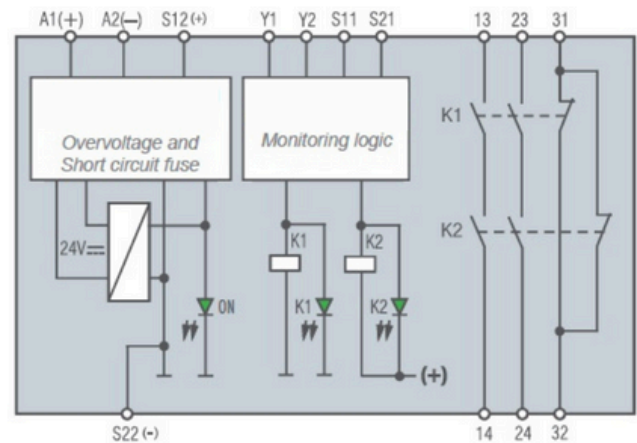 A1(+) A2(—) S12(+) Y1 Y2 S11 S21 13 23 31
Overvoltage and
Short circuit fuse
Monitoring logic
K1
24V
K1 K2
K2
ON K1 K2
(+)
S22(-) 14 24 32